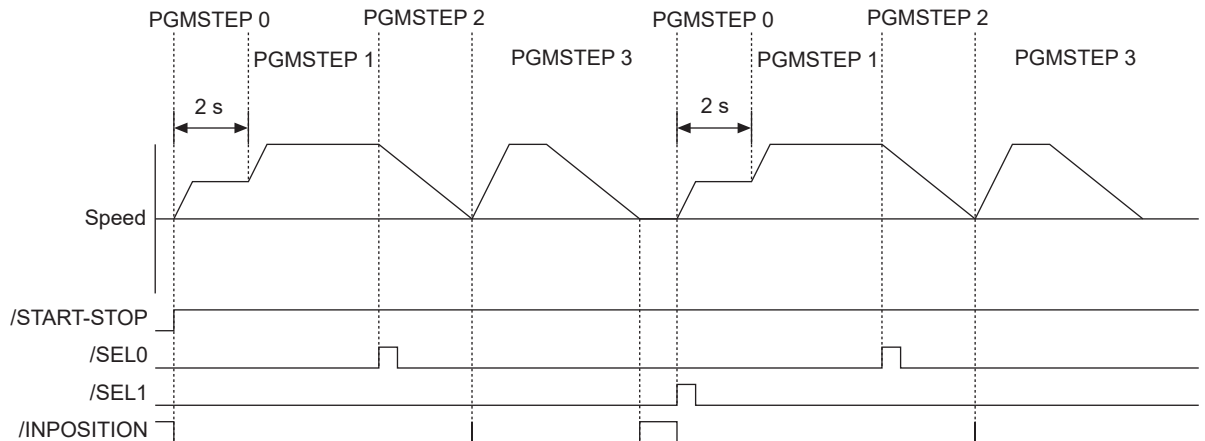 PGMSTEP 0 PGMSTEP 2 PGMSTEP 0 PGMSTEP 2
PGMSTEP 1 PGMSTEP 3 PGMSTEP 1 PGMSTEP 3
2 s 2 s
Speed
/START-STOP
/SEL0
/SEL1
/INPOSITION